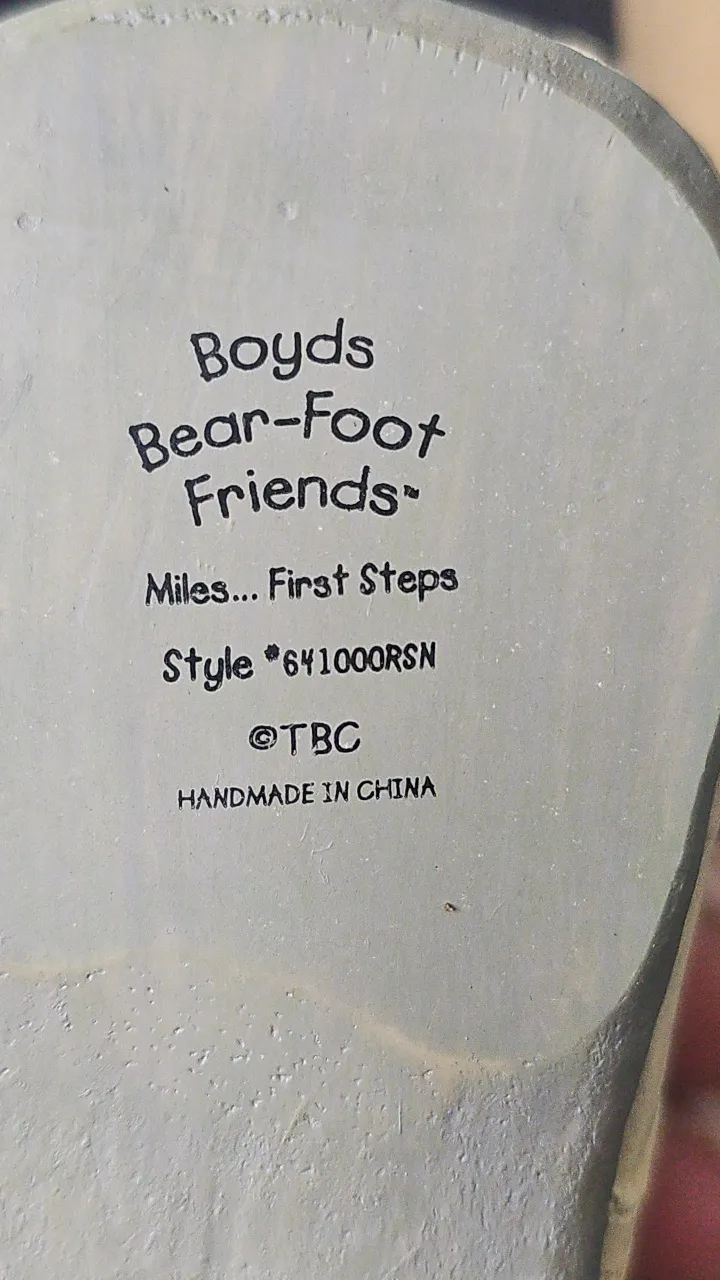 Boyds
Bear-Foot
Friends™
Miles... First Steps
Style #641000RSN
©TBC
HANDMADE IN CHINA